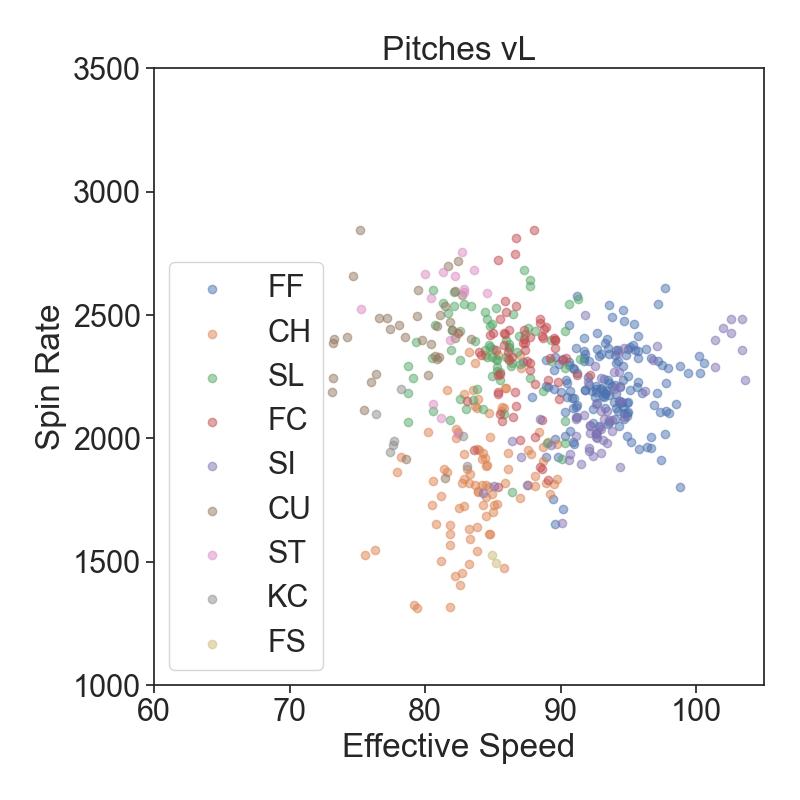 Pitches vL
3500
3000
2500
2000
1500
1000
Spin Rate
FF
CH
SL
FC
SI
CU
ST
KC
FS
60 70 80 90 100
Effective Speed